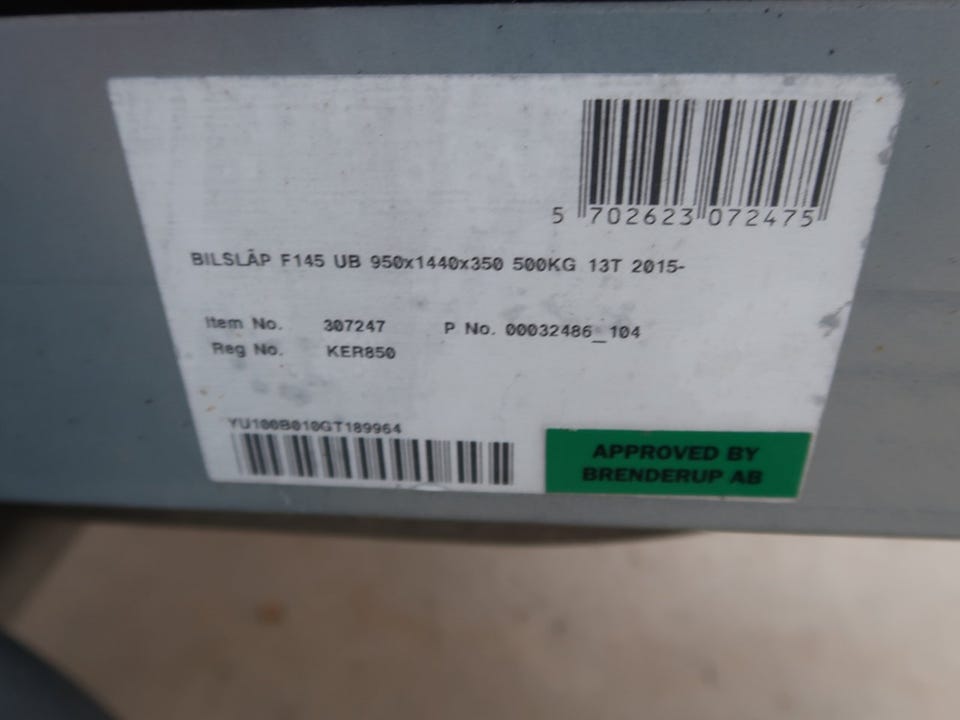 5 702623 072475
BILSLÄP F145 UB 950x1440x350 500KG 13T 2015-
Item No. 307247 P No. 00032486_104
Reg No. KER850
YU100B010GT189964
APPROVED BY
BRENDERUP AB